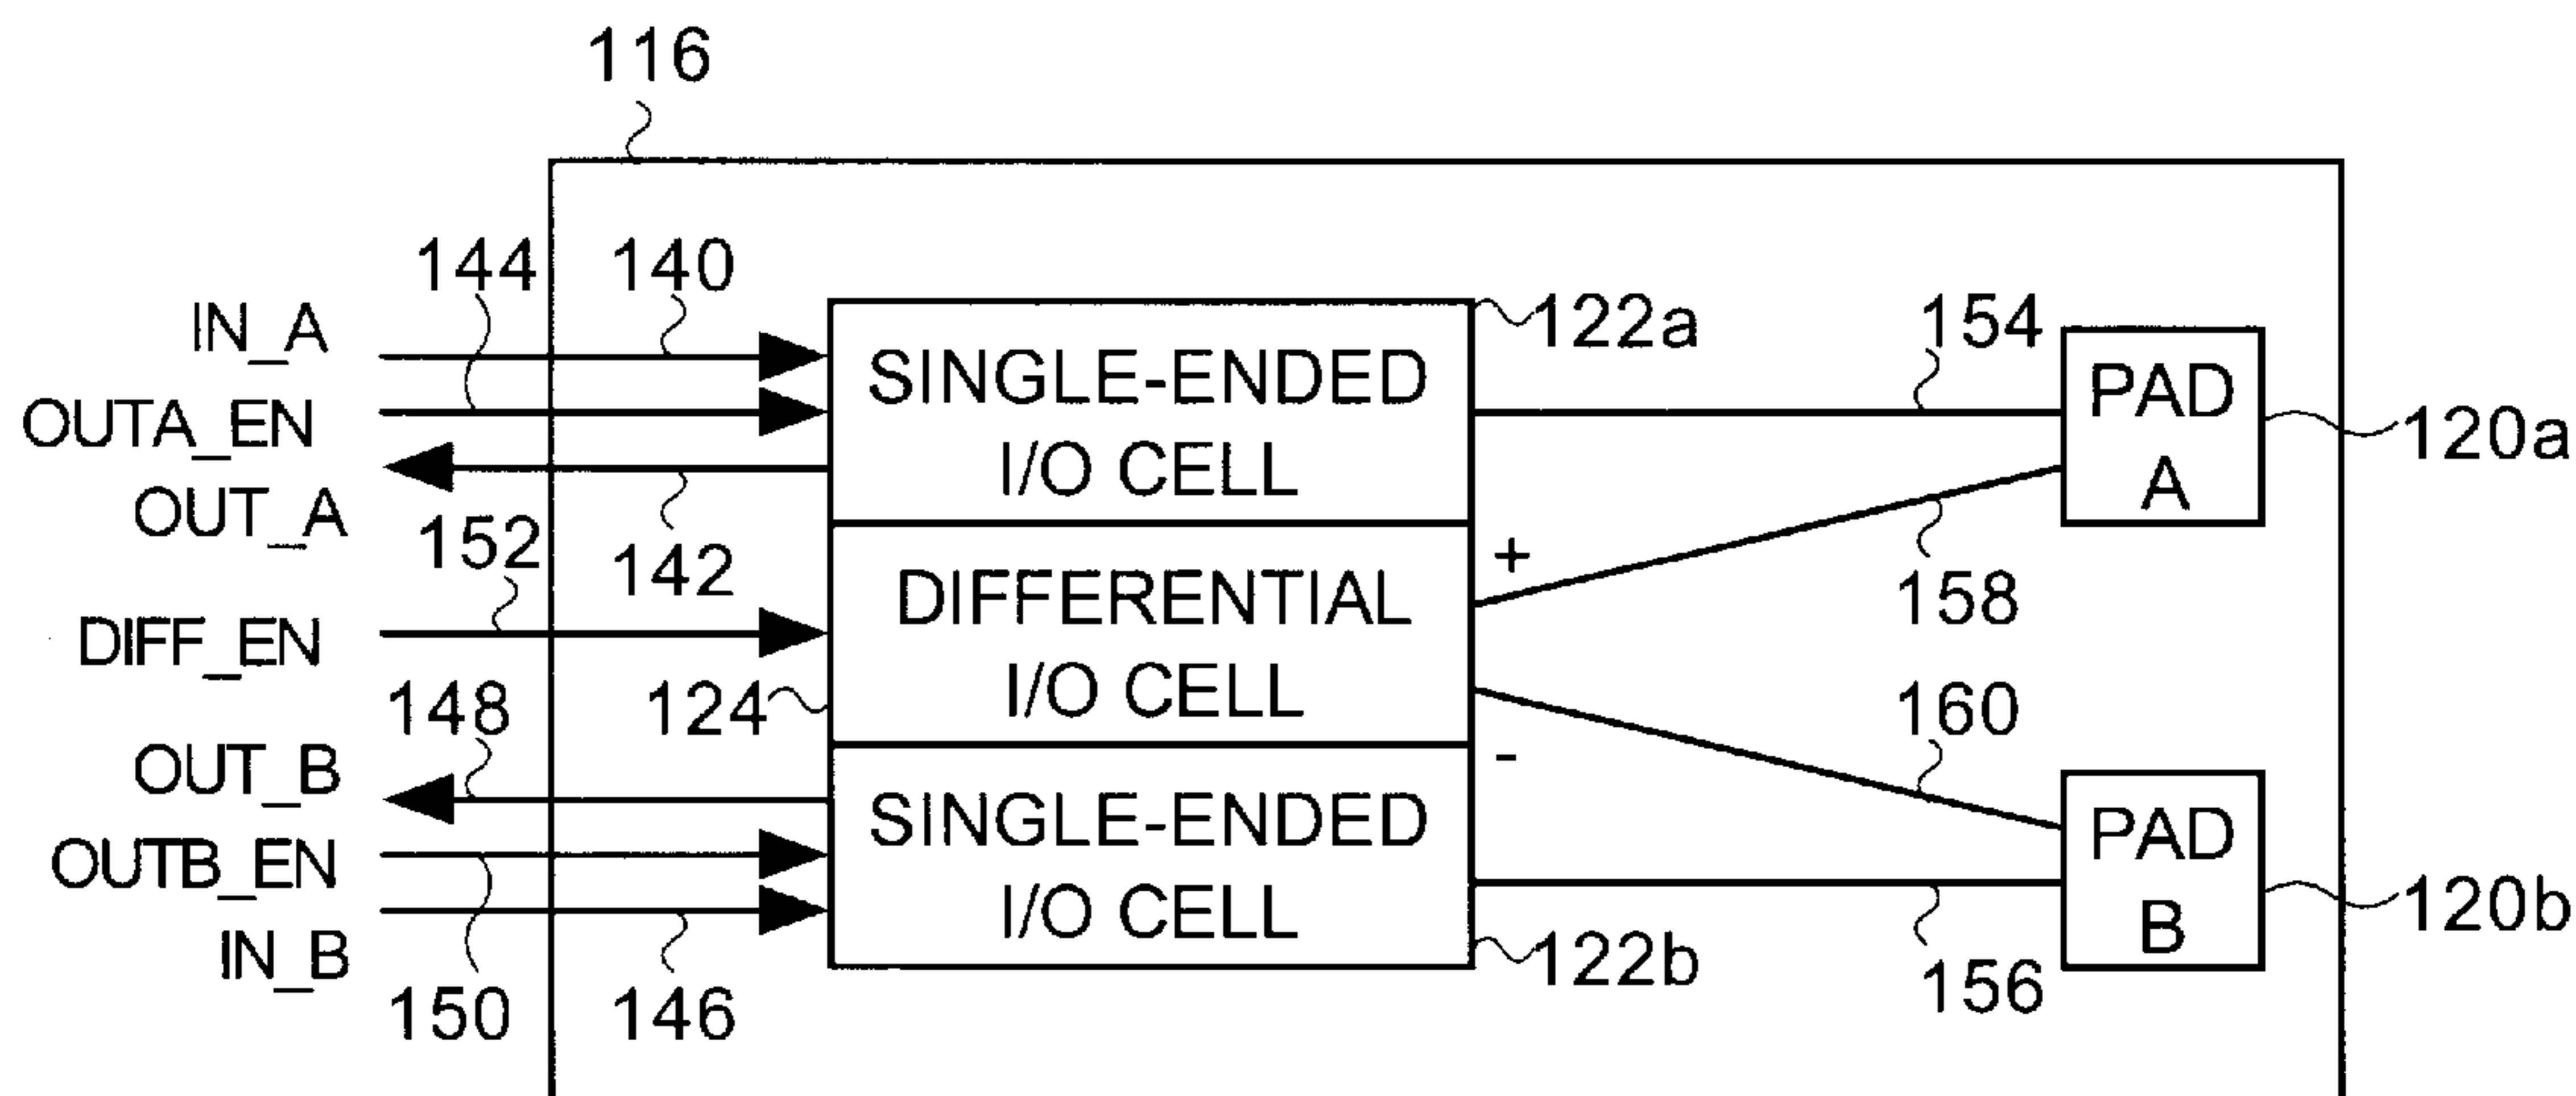 116
144
140
IN_A
122a
154
SINGLE-ENDED
I/O CELL
PAD
A
OUTA_EN
120a
OUT_A
152
142
+
158
DIFFERENTIAL
I/O CELL
DIFF_EN
148
124
160
OUT_B
-
SINGLE-ENDED
I/O CELL
PAD
B
OUTB_EN
120b
IN_B
122b
156
150
146